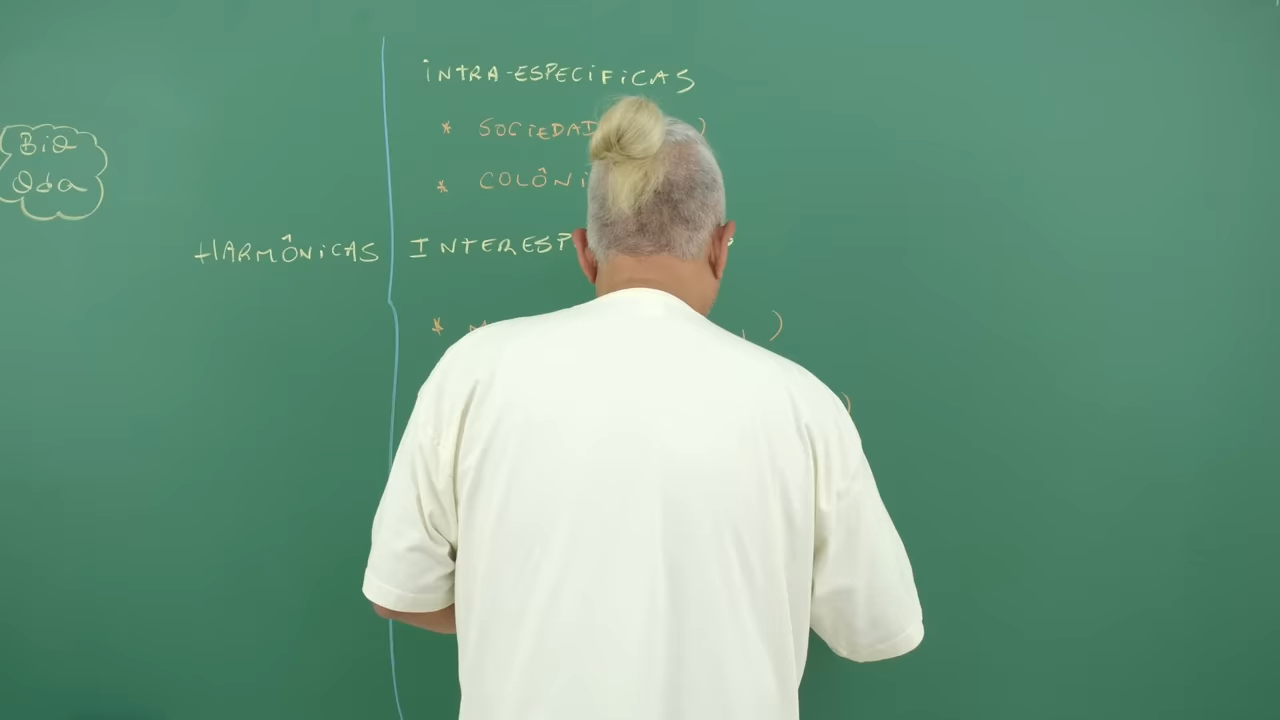 INTRA-ESPECÍFICAS
* SOCIEDAD )
BiO
Oda
* COLÔNI
HARMÔNICAS INTERESP
* M )
)